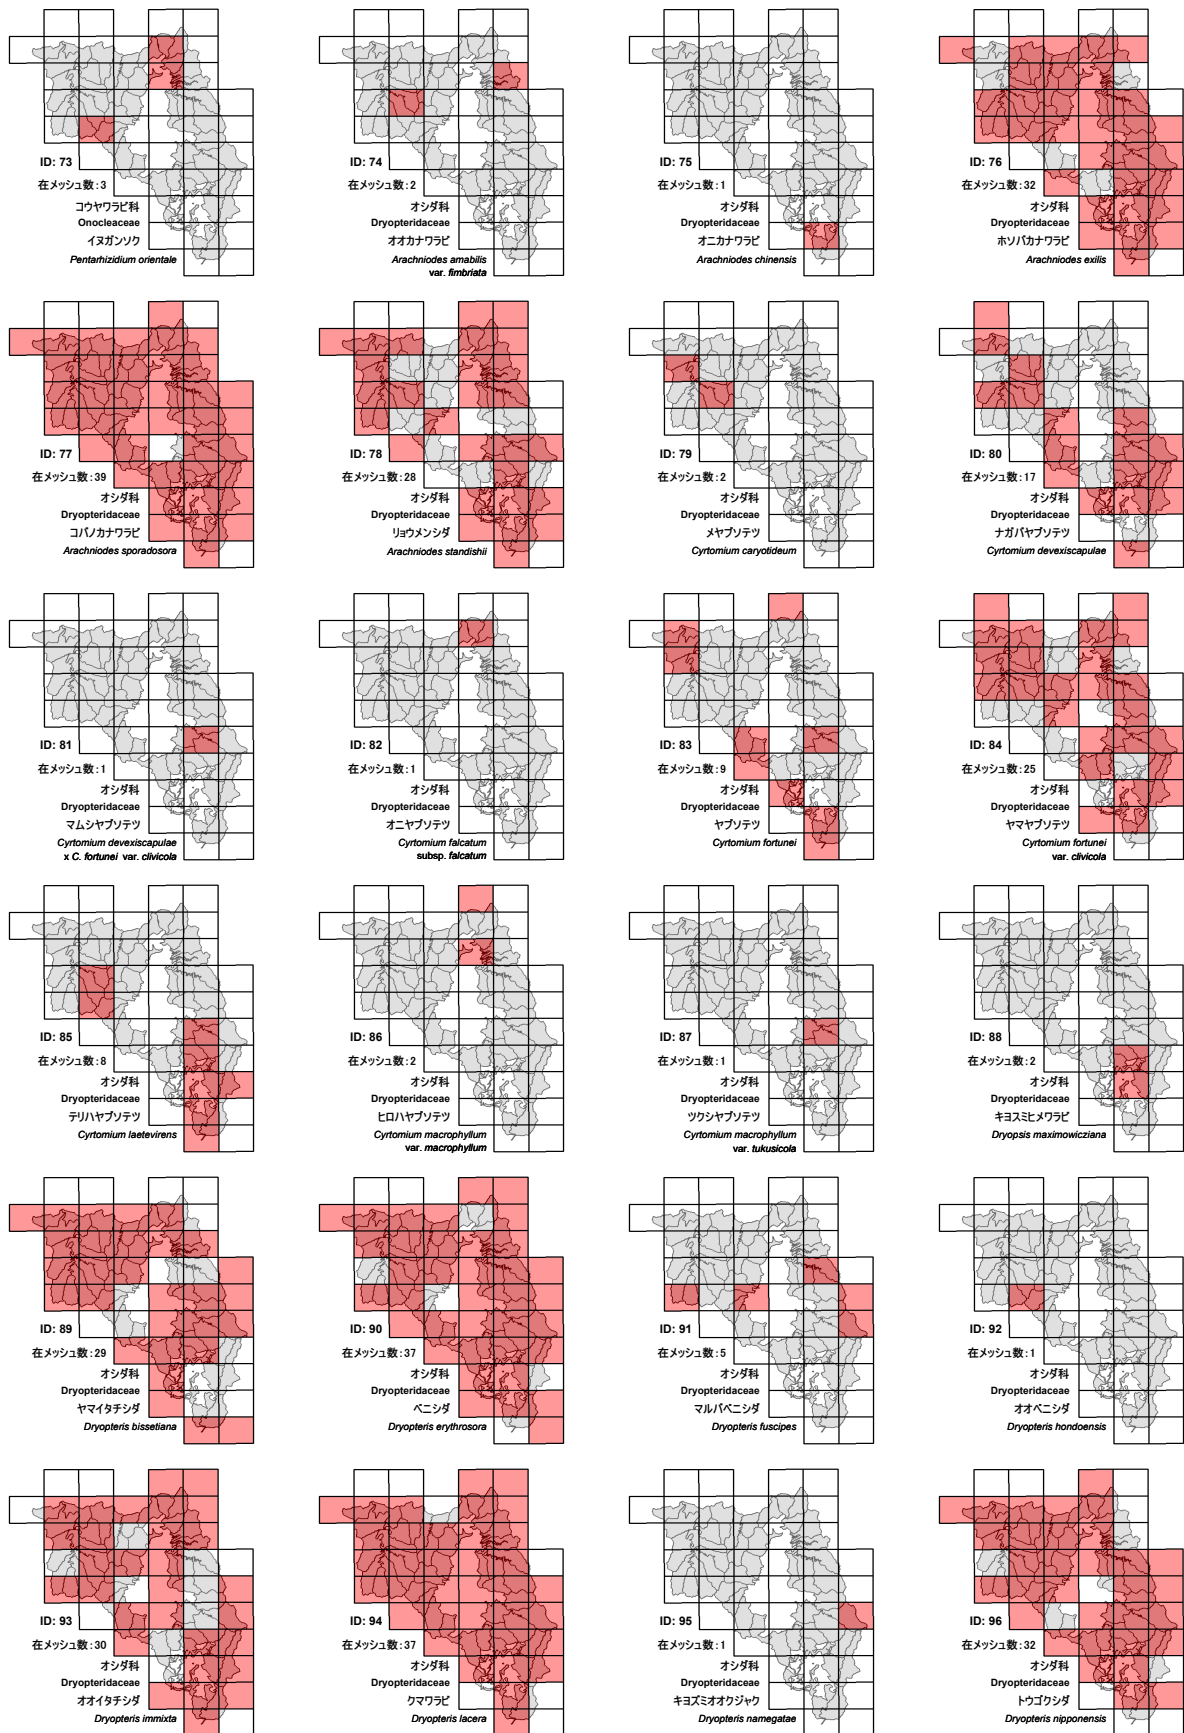 ID: 73
在メッシュ数:3
コウヤワラビ科
Onocleaceae
イヌガンソク
Pentarhizidium orientale
ID: 74
在メッシュ数:2
オシダ科
Dryopteridaceae
オオカナワラビ
Arachniodes amabilis
var. fimbriata
ID: 75
在メッシュ数:1
オシダ科
Dryopteridaceae
オニカナワラビ
Arachniodes chinensis
ID: 76
在メッシュ数:32
オシダ科
Dryopteridaceae
ホソバカナワラビ
Arachniodes exilis
ID: 77
在メッシュ数:39
オシダ科
Dryopteridaceae
コバノカナワラビ
Arachniodes sporadosora
ID: 78
在メッシュ数:28
オシダ科
Dryopteridaceae
リョウメンシダ
Arachniodes standishii
ID: 79
在メッシュ数:2
オシダ科
Dryopteridaceae
メヤブソテツ
Cyrtomium caryotideum
ID: 80
在メッシュ数:17
オシダ科
Dryopteridaceae
ナガバヤブソテツ
Cyrtomium devexiscapulae
ID: 81
在メッシュ数:1
オシダ科
Dryopteridaceae
マムシヤブソテツ
Cyrtomium devexiscapulae
x C. fortunei var. clivicola
ID: 82
在メッシュ数:1
オシダ科
Dryopteridaceae
オニヤブソテツ
Cyrtomium falcatum
subsp. falcatum
ID: 83
在メッシュ数:9
オシダ科
Dryopteridaceae
ヤブソテツ
Cyrtomium fortunei
ID: 84
在メッシュ数:25
オシダ科
Dryopteridaceae
ヤマヤブソテツ
Cyrtomium fortunei
var. clivicola
ID: 85
在メッシュ数:8
オシダ科
Dryopteridaceae
テリハヤブソテツ
Cyrtomium laetevirens
ID: 86
在メッシュ数:2
オシダ科
Dryopteridaceae
ヒロハヤブソテツ
Cyrtomium macrophyllum
var. macrophyllum
ID: 87
在メッシュ数:1
オシダ科
Dryopteridaceae
ツクシヤブソテツ
Cyrtomium macrophyllum
var. tukusicola
ID: 88
在メッシュ数:2
オシダ科
Dryopteridaceae
キヨスミヒメワラビ
Dryopsis maximowicziana
ID: 89
在メッシュ数:29
オシダ科
Dryopteridaceae
ヤマイタチシダ
Dryopteris bissetiana
ID: 90
在メッシュ数:37
オシダ科
Dryopteridaceae
ベニシダ
Dryopteris erythrosora
ID: 91
在メッシュ数:5
オシダ科
Dryopteridaceae
マルバベニシダ
Dryopteris fuscipes
ID: 92
在メッシュ数:1
オシダ科
Dryopteridaceae
オオベニシダ
Dryopteris hondoensis
ID: 93
在メッシュ数:30
オシダ科
Dryopteridaceae
オオイタチシダ
Dryopteris immixta
ID: 94
在メッシュ数:37
オシダ科
Dryopteridaceae
クマワラビ
Dryopteris lacera
ID: 95
在メッシュ数:1
オシダ科
Dryopteridaceae
キヨズミオオクジャク
Dryopteris namegatae
ID: 96
在メッシュ数:32
オシダ科
Dryopteridaceae
トウゴクシダ
Dryopteris nipponensis